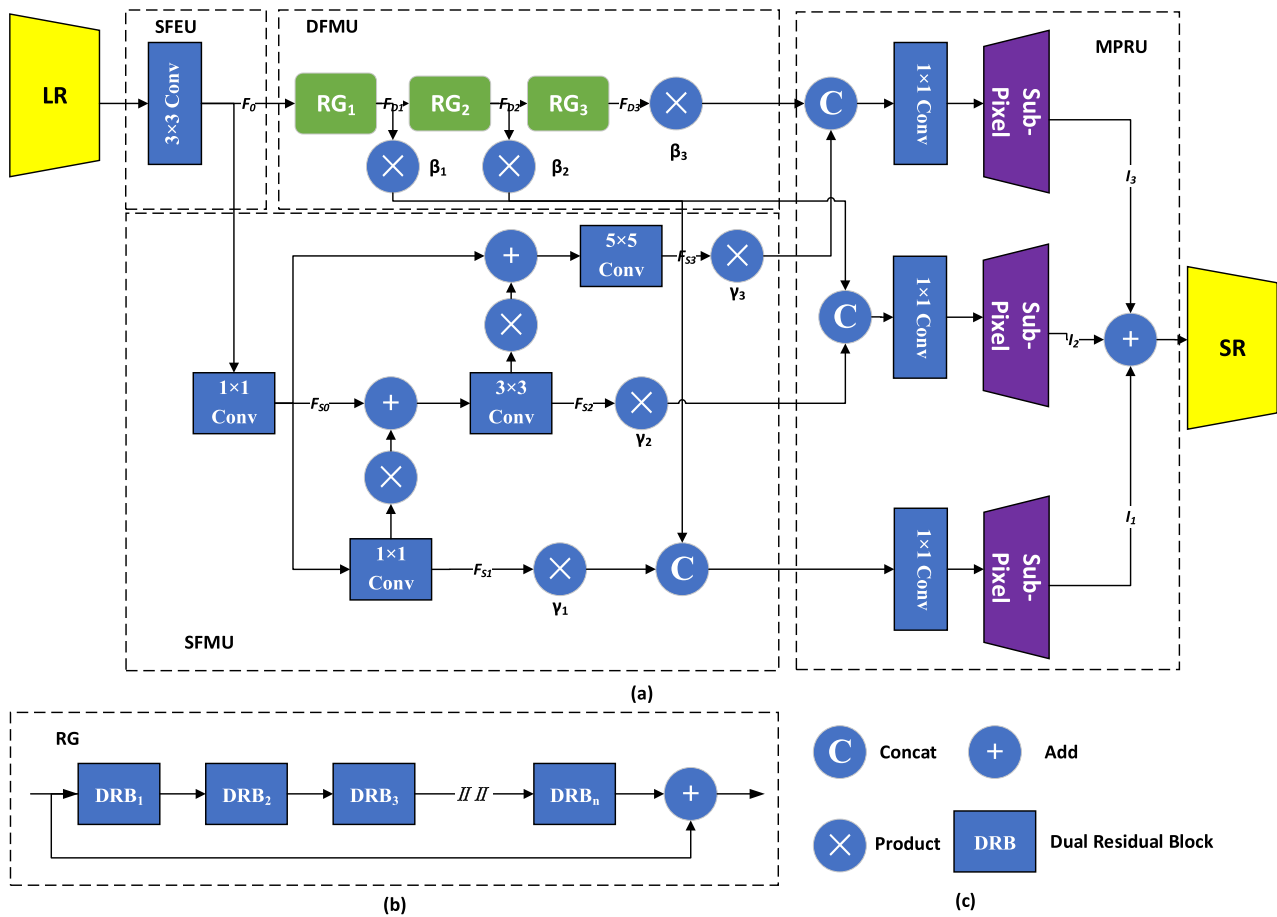 SFEU
DFMU
MPRU
LR
3×3 Conv
F0
RG1
FD1
RG2
FD2
RG3
FD3
×
β3
C
1×1 Conv
Sub-
Pixel
I3
×
β1
×
β2
+
5×5
Conv
FS3
×
γ3
×
C
1×1 Conv
Sub-
Pixel
I2
+
SR
1×1
Conv
FS0
+
3×3
Conv
FS2
×
γ2
×
1×1
Conv
FS1
×
γ1
C
1×1 Conv
Sub-
Pixel
I1
SFMU
(a)
RG
DRB1
DRB2
DRB3
DRBn
+
(b)
C
Concat
+
Add
×
Product
DRB
Dual Residual Block
(c)